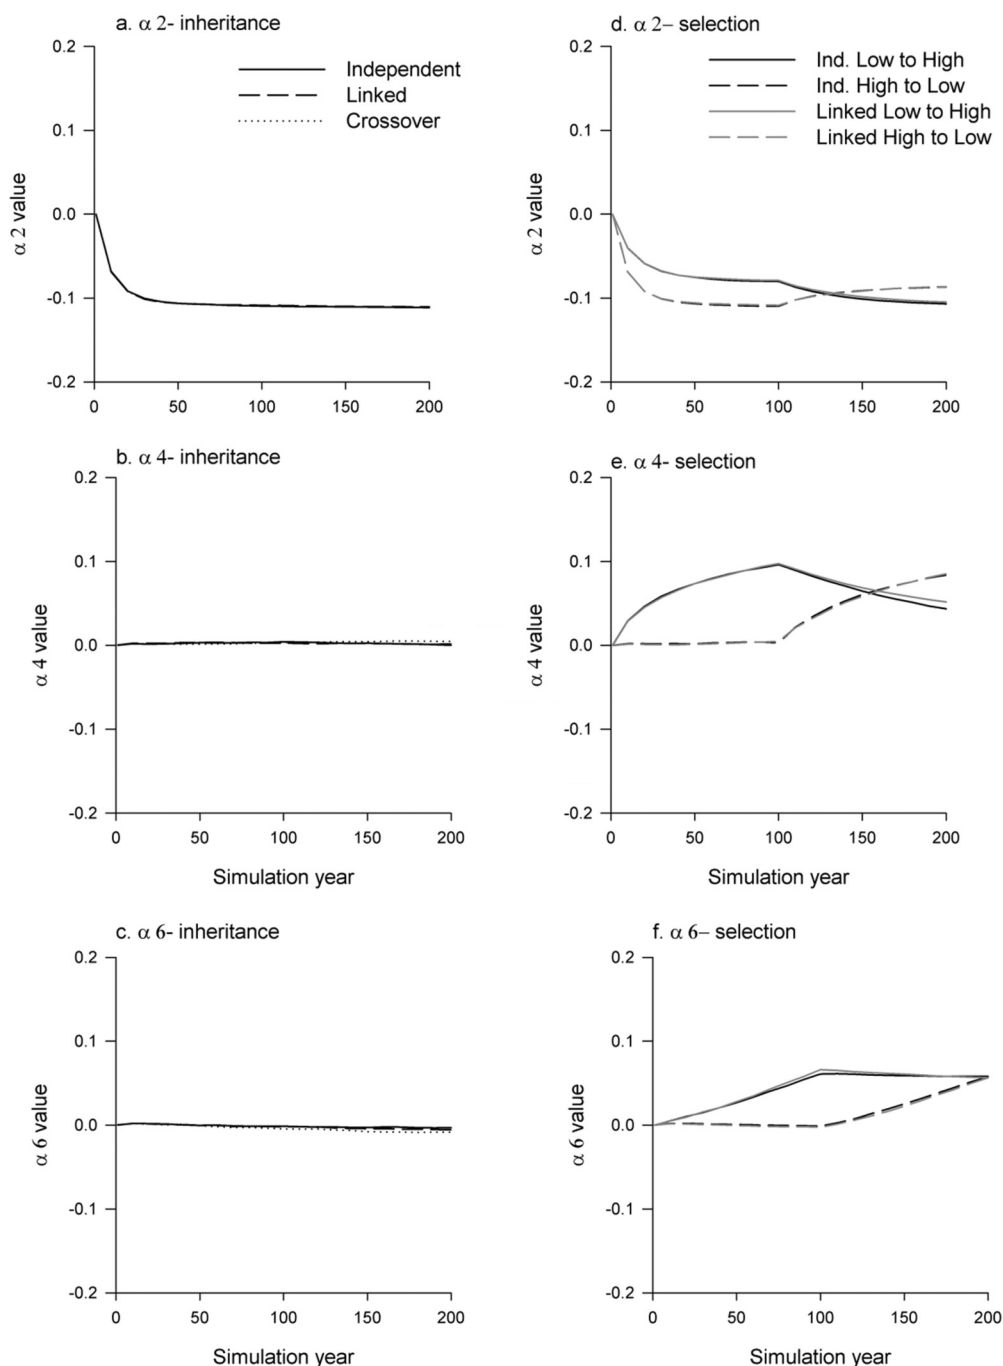 a. α 2- inheritance
0.2
0.1
0.0
-0.1
-0.2
α 2 value
Independent
Linked
Crossover
0 50 100 150 200
d. α 2– selection
0.2
0.1
0.0
-0.1
-0.2
α 2 value
Ind. Low to High
Ind. High to Low
Linked Low to High
Linked High to Low
0 50 100 150 200
b. α 4- inheritance
0.2
0.1
0.0
-0.1
-0.2
α 4 value
0 50 100 150 200
Simulation year
e. α 4- selection
0.2
0.1
0.0
-0.1
-0.2
α 4 value
0 50 100 150 200
Simulation year
c. α 6- inheritance
0.2
0.1
0.0
-0.1
-0.2
α 6 value
0 50 100 150 200
Simulation year
f. α 6– selection
0.2
0.1
0.0
-0.1
-0.2
α 6 value
0 50 100 150 200
Simulation year